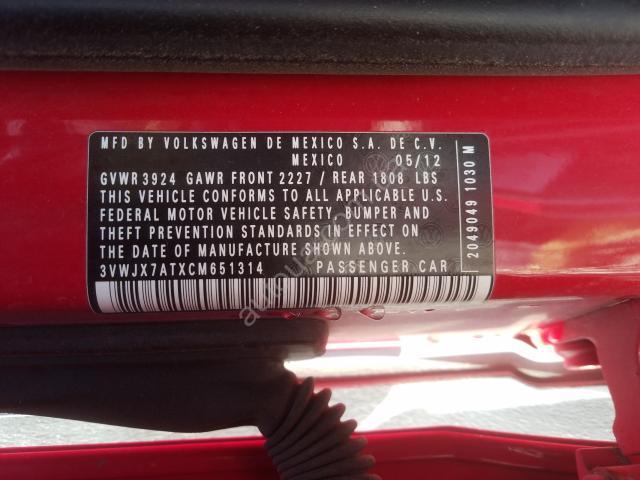 MFD BY VOLKSWAGEN DE MEXICO S.A. DE C.V.
MEXICO 05/12
GVWR 3924 GAWR FRONT 2227 / REAR 1808 LBS
THIS VEHICLE CONFORMS TO ALL APPLICABLE U.S.
FEDERAL MOTOR VEHICLE SAFETY, BUMPER AND
THEFT PREVENTION STANDARDS IN EFFECT ON
THE DATE OF MANUFACTURE SHOWN ABOVE.
3VWJX7ATXCM651314 PASSENGER CAR
2049049 1030 M